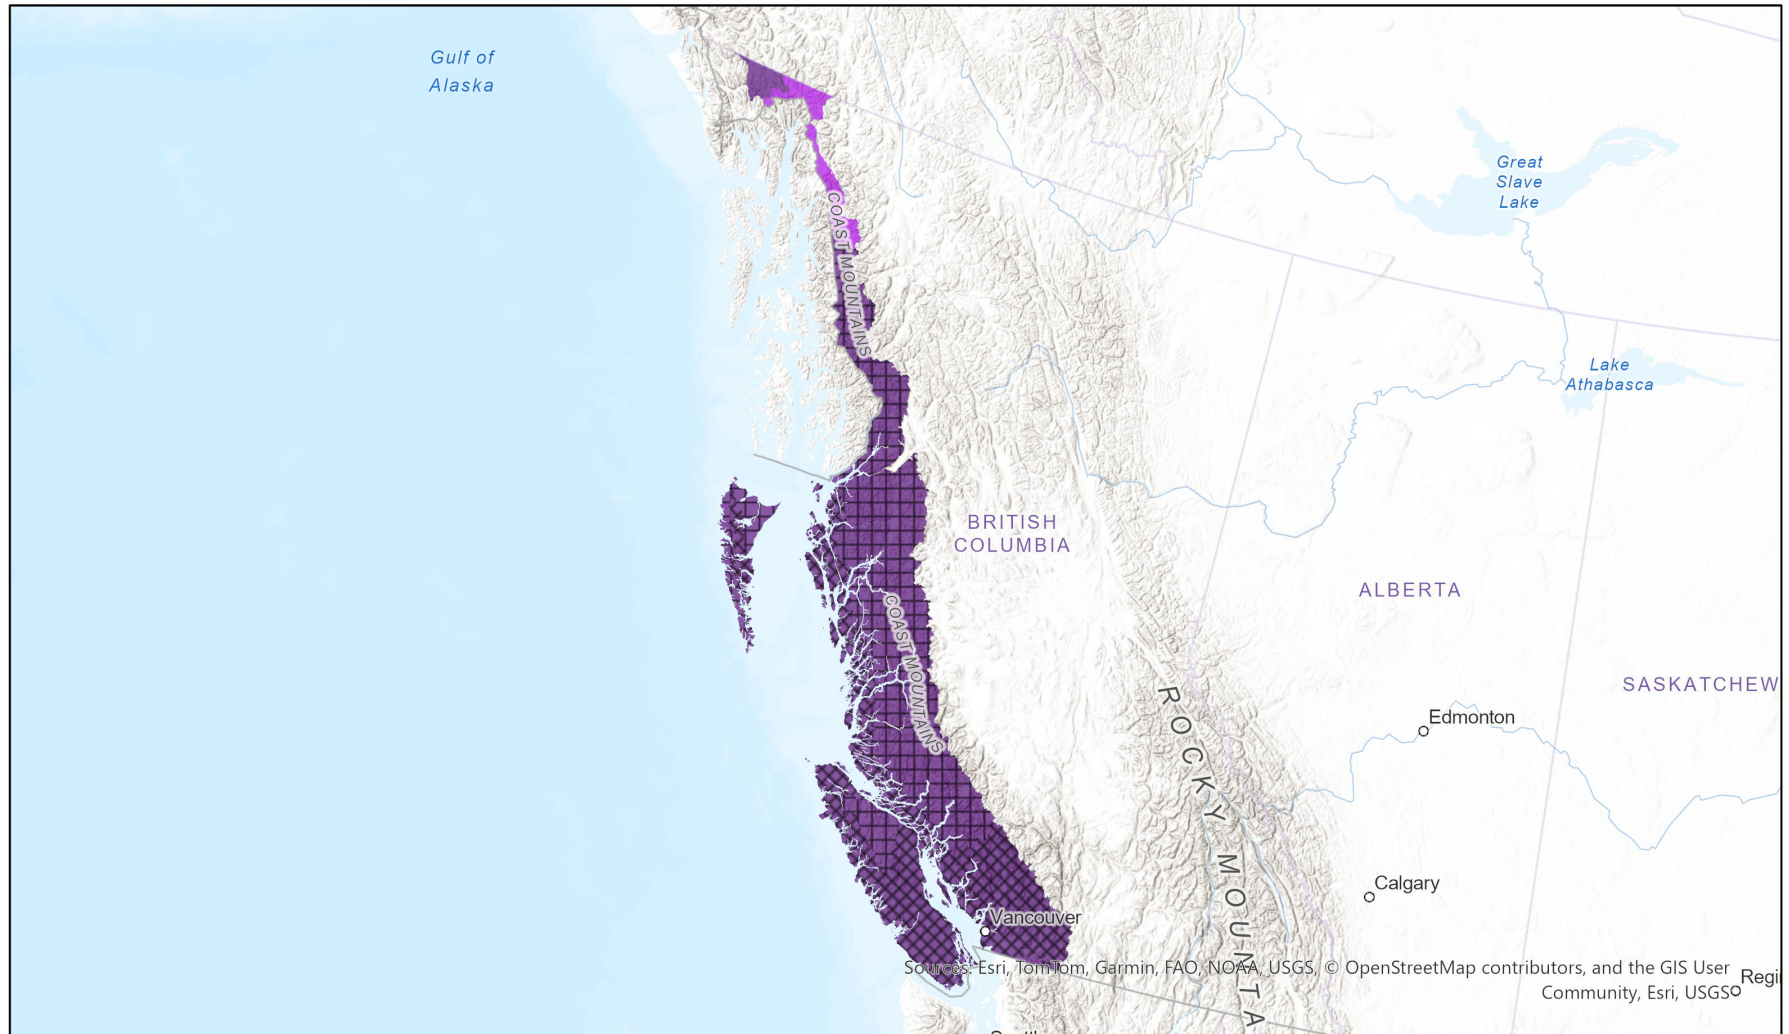 Gulf of
Alaska
Great
Slave
Lake
COAST MOUNTAINS
Lake
Athabasca
BRITISH
COLUMBIA
ALBERTA
COAST MOUNTAINS
SASKATCHEW
ROCKY MOUNTA
Edmonton
Calgary
Vancouver
Sources: Esri, TomTom, Garmin, FAO, NOAA, USGS, © OpenStreetMap contributors, and the GIS User
Community, Esri, USGS
Regi